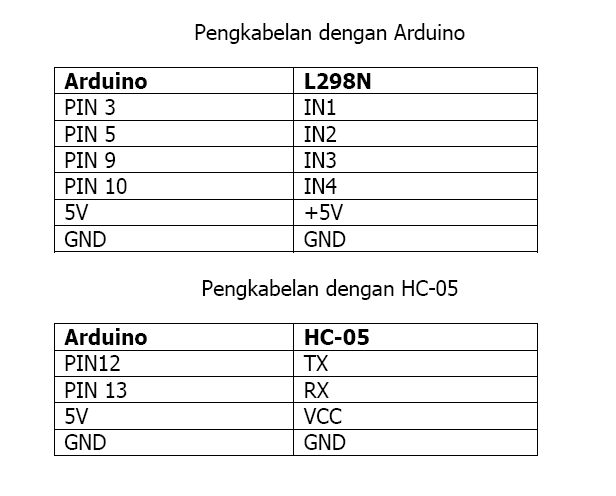 Pengkabelan dengan Arduino
Arduino L298N
PIN 3 IN1
PIN 5 IN2
PIN 9 IN3
PIN 10 IN4
5V +5V
GND GND
Pengkabelan dengan HC-05
Arduino HC-05
PIN12 TX
PIN 13 RX
5V VCC
GND GND